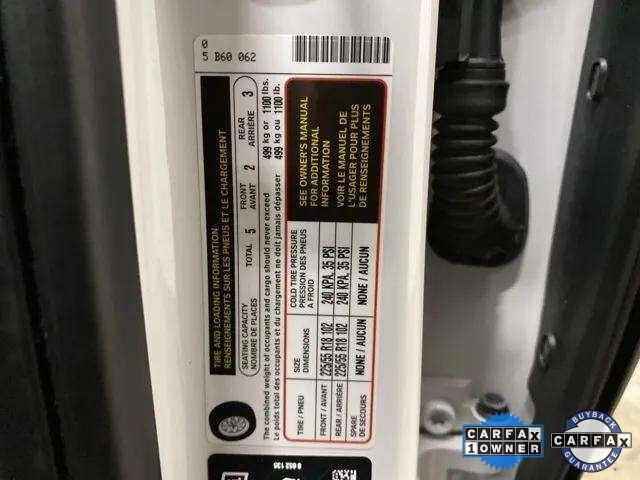 0
5 B60 062
TIRE AND LOADING INFORMATION
RENSEIGNEMENTS SUR LES PNEUS ET LE CHARGEMENT
SEATING CAPACITY
NOMBRE DE PLACES
TOTAL 5
FRONT
AVANT 2
REAR
ARRIÈRE 3
The combined weight of occupants and cargo should never exceed 499 kg or 1100 lbs.
Le poids total des occupants et du chargement ne doit jamais dépasser 499 kg ou 1100 lb.
TIRE / PNEU
SIZE
DIMENSIONS
COLD TIRE PRESSURE
PRESSION DES PNEUS
A FROID
FRONT / AVANT 225/55 R18 102 240 KPA, 35 PSI
REAR / ARRIÈRE 225/55 R18 102 240 KPA, 35 PSI
SPARE
DE SECOURS
NONE / AUCUN NONE / AUCUN
SEE OWNER'S MANUAL
FOR ADDITIONAL
INFORMATION
VOIR LE MANUEL DE
L'USAGER POUR PLUS
DE RENSEIGNEMENTS
CARFAX
1 OWNER
BUYBACK
CARFAX
GUARANTEE